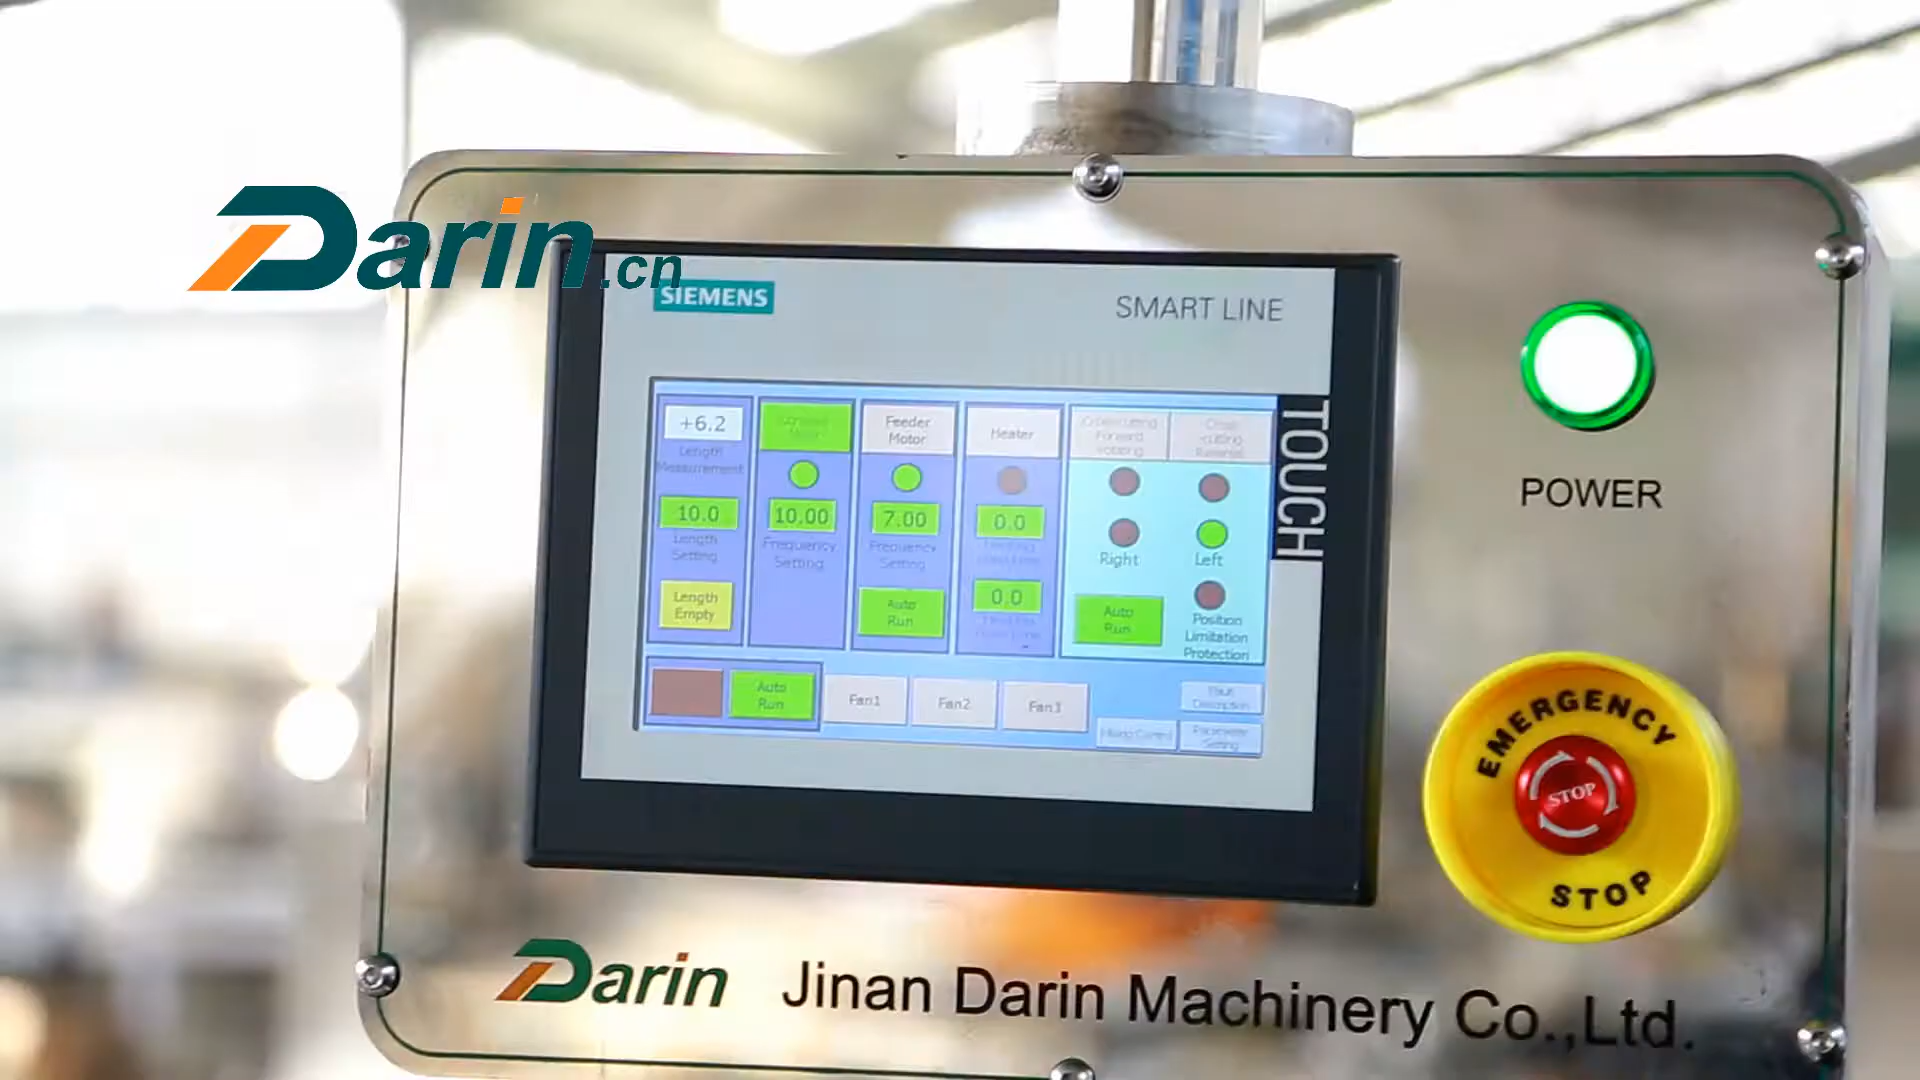 Darin.cn
SIEMENS
SMART LINE
TOUCH
+6.2
Length
Measurement
10.0
Length
Setting
Length
Empty
10.00
Frequency
Setting
Feeder
Motor
7.00
Frequency
Setting
Auto
Run
Heater
0.0
0.0
Right
Left
Auto
Run
Position
Limitation
Protection
Auto
Run
Fan1
Fan2
Fan3
Parameter
Setting
POWER
EMERGENCY
STOP
STOP
Darin Jinan Darin Machinery Co.,Ltd.